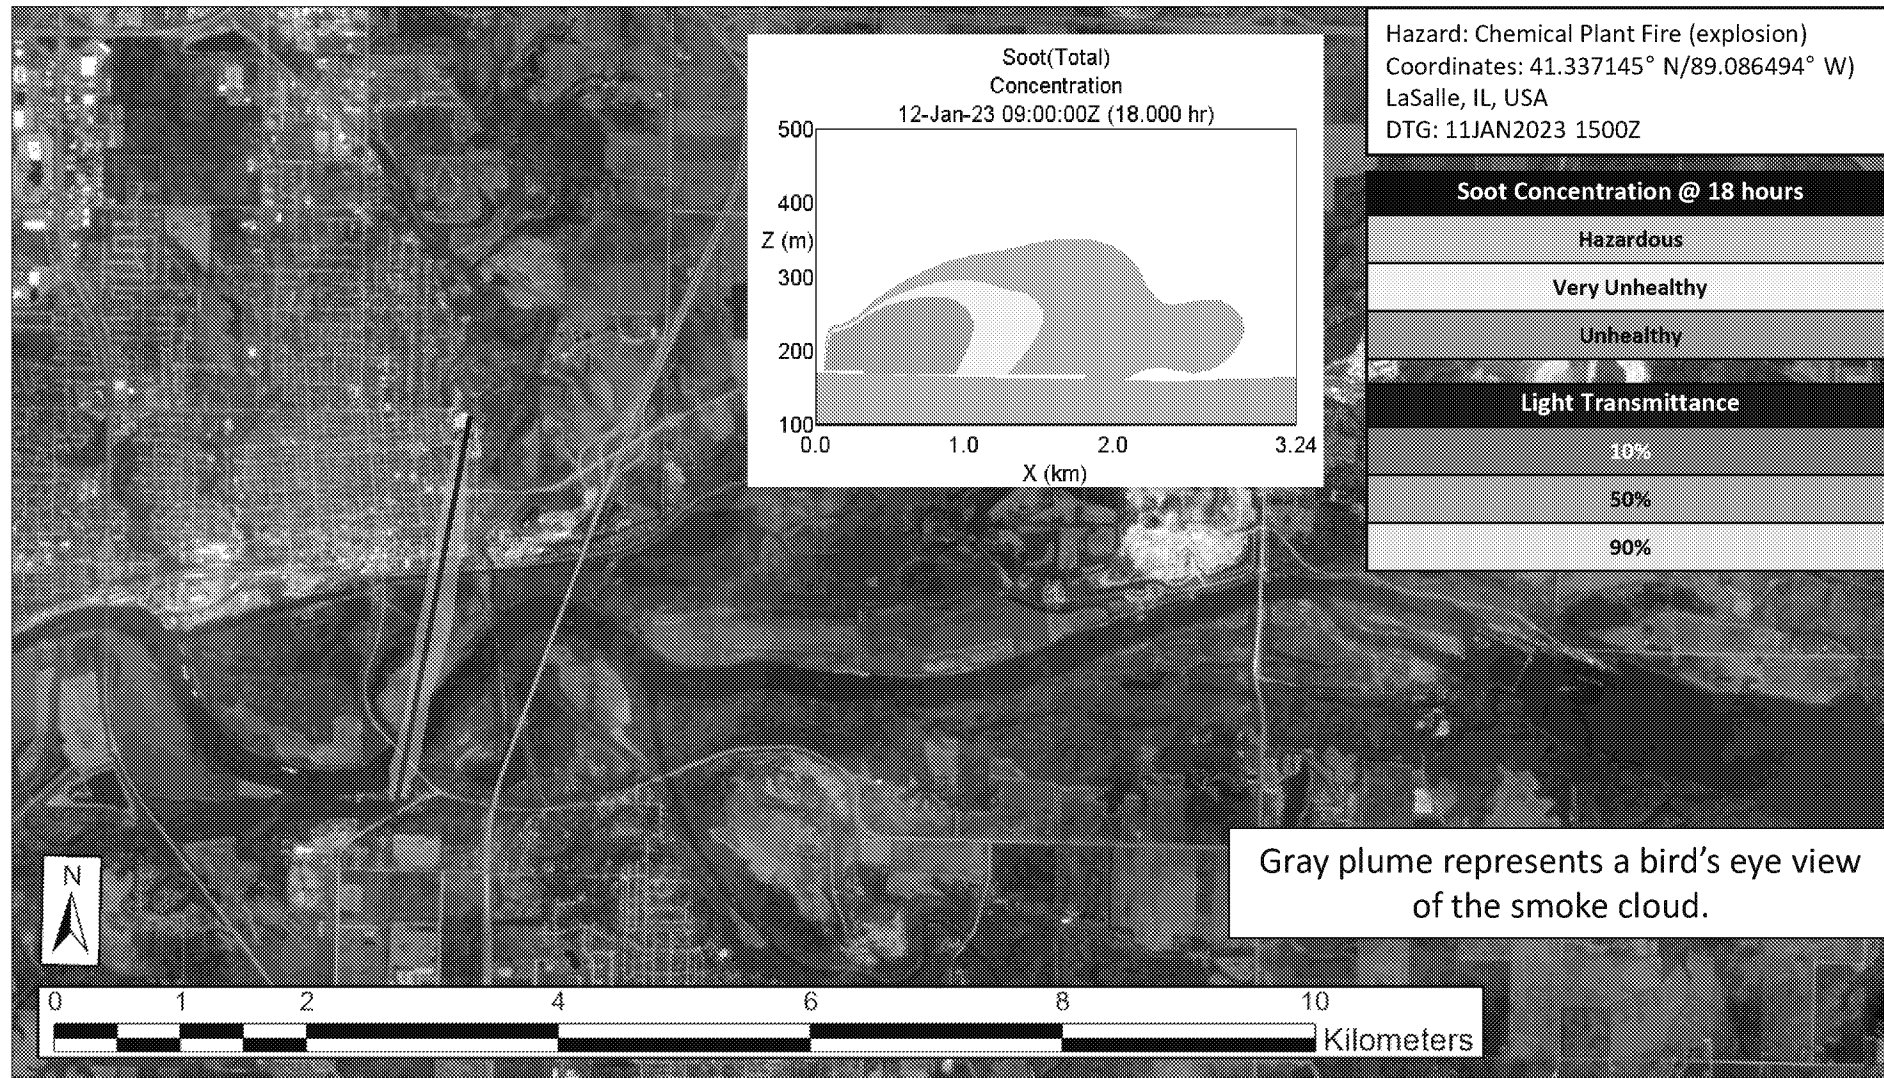 Hazard: Chemical Plant Fire (explosion)
Coordinates: 41.337145° N/89.086494° W)
LaSalle, IL, USA
DTG: 11JAN2023 1500Z
Soot(Total)
Concentration
12-Jan-23 09:00:00Z (18.000 hr)
500
400
Z (m)
300
200
100
0.0 1.0 2.0 3.24
X (km)
Soot Concentration @ 18 hours
Hazardous
Very Unhealthy
Unhealthy
Light Transmittance
10%
50%
90%
Gray plume represents a bird’s eye view
of the smoke cloud.
N
0 1 2 4 6 8 10
Kilometers